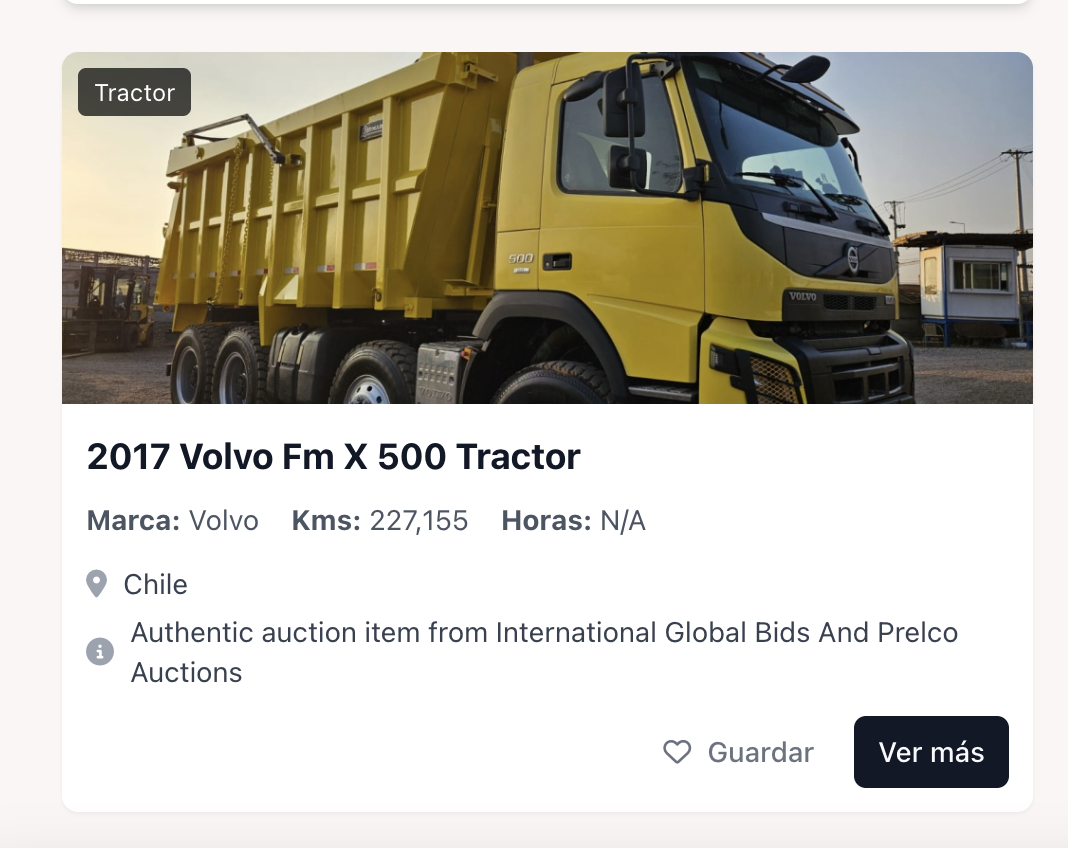 Tractor
500
VOLVO
2017 Volvo Fm X 500 Tractor
Marca: Volvo Kms: 227,155 Horas: N/A
Chile
Authentic auction item from International Global Bids And Prelco
Auctions
Guardar
Ver más